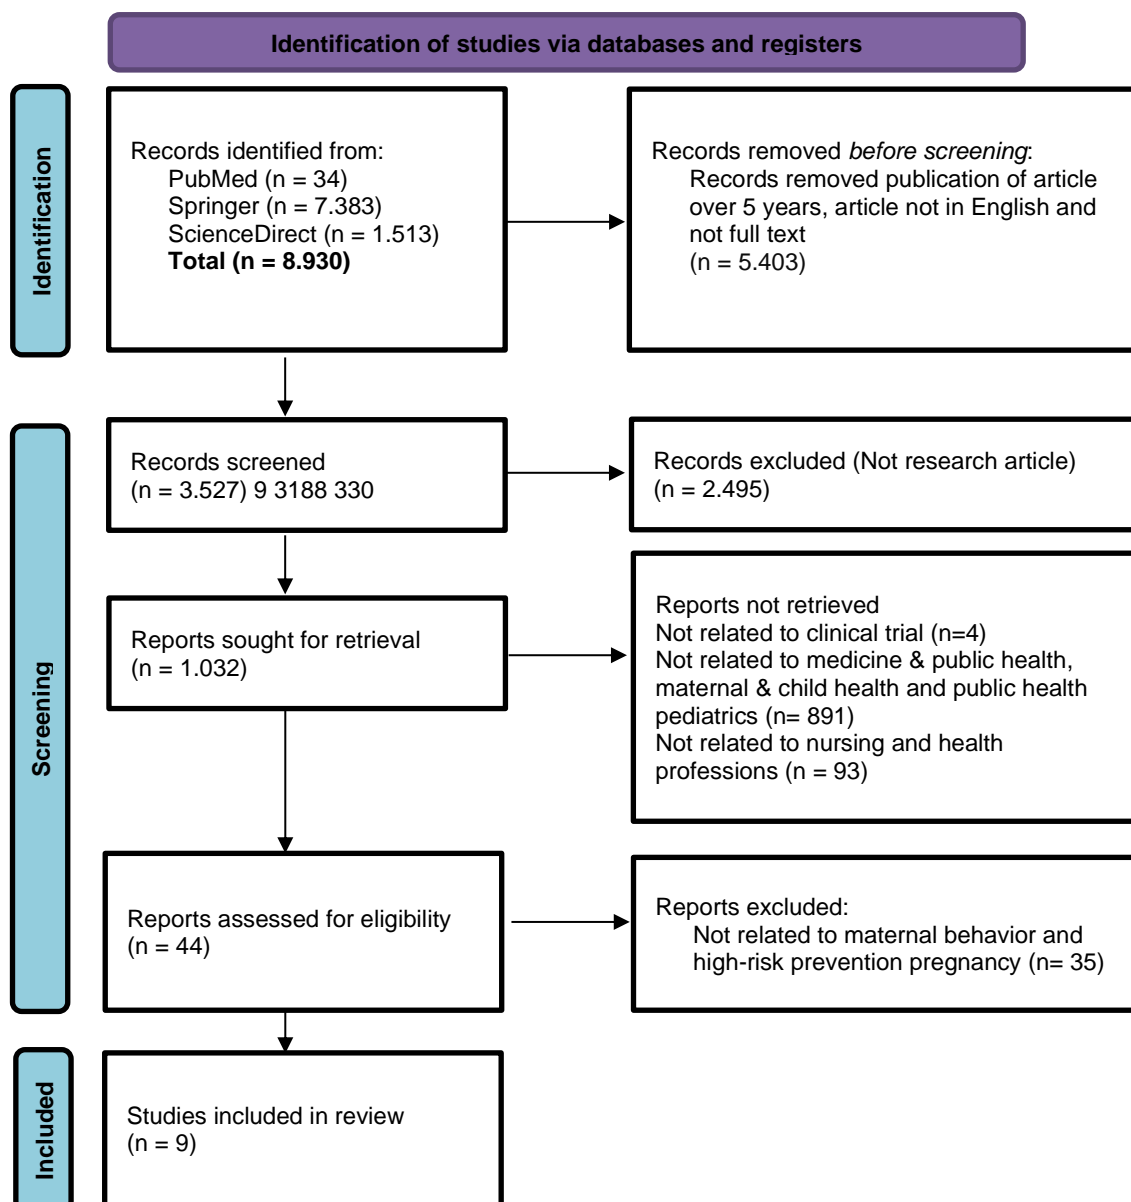 Identification of studies via databases and registers
Identification
Records identified from:
PubMed (n = 34)
Springer (n = 7.383)
ScienceDirect (n = 1.513)
Total (n = 8.930)
Records removed before screening:
Records removed publication of article
over 5 years, article not in English and
not full text
(n = 5.403)
Screening
Records screened
(n = 3.527) 9 3188 330
Records excluded (Not research article)
(n = 2.495)
Reports sought for retrieval
(n = 1.032)
Reports not retrieved
Not related to clinical trial (n=4)
Not related to medicine & public health,
maternal & child health and public health
pediatrics (n= 891)
Not related to nursing and health
professions (n = 93)
Reports assessed for eligibility
(n = 44)
Reports excluded:
Not related to maternal behavior and
high-risk prevention pregnancy (n= 35)
Included
Studies included in review
(n = 9)